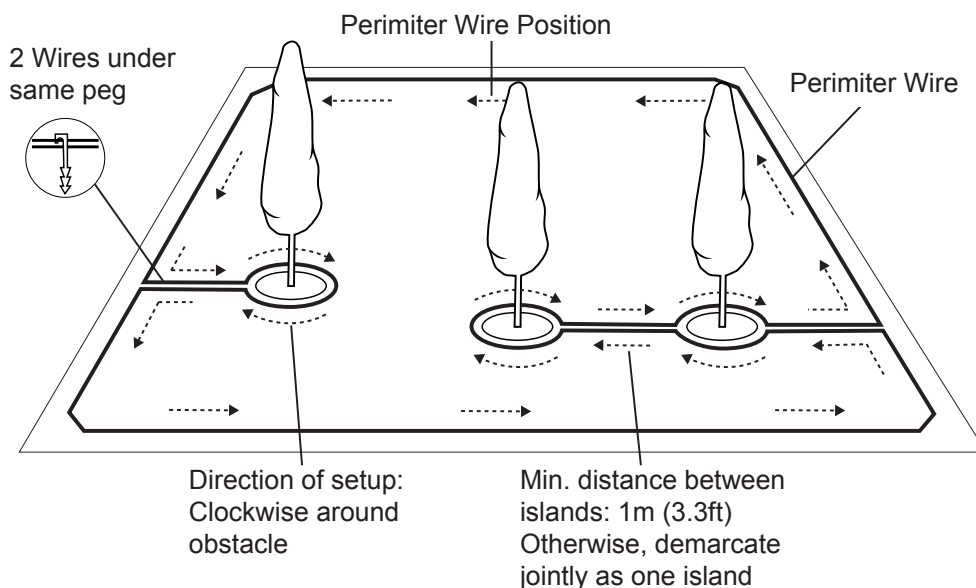 Perimiter Wire Position
2 Wires under
same peg
Perimiter Wire
Direction of setup:
Clockwise around
obstacle
Min. distance between
islands: 1m (3.3ft)
Otherwise, demarcate
jointly as one island